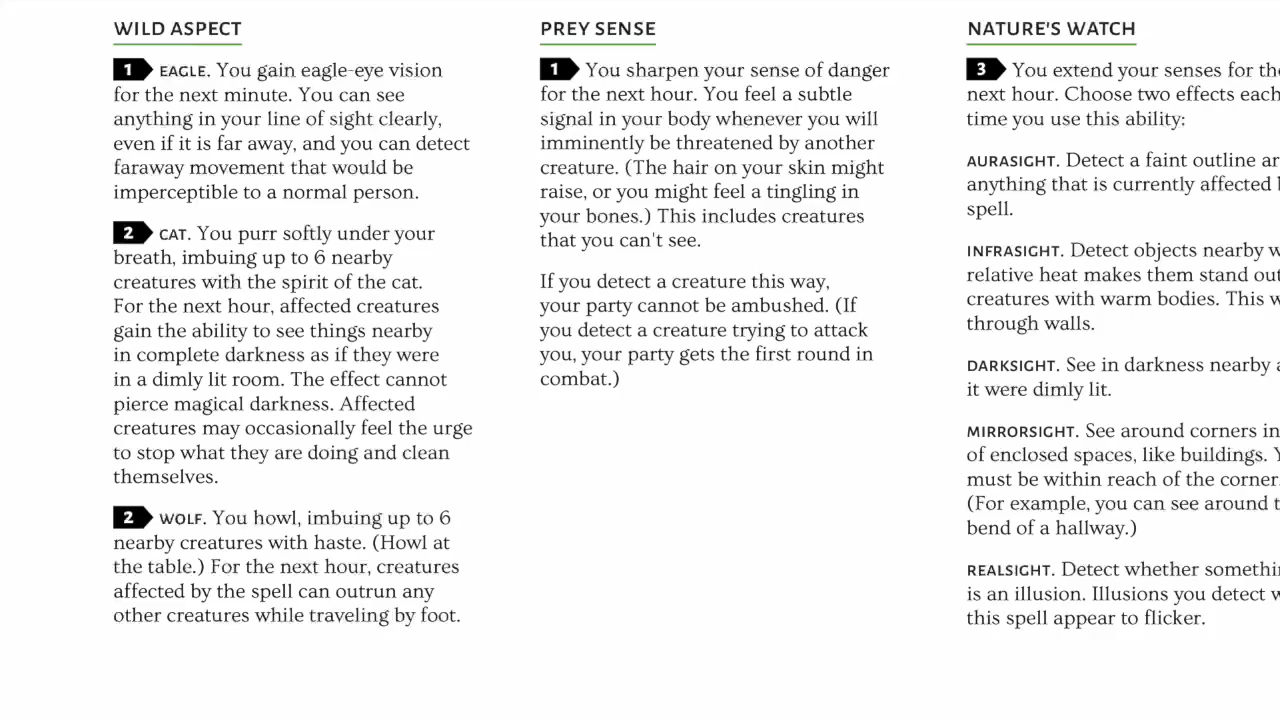 WILD ASPECT
1 EAGLE. You gain eagle-eye vision
for the next minute. You can see
anything in your line of sight clearly,
even if it is far away, and you can detect
faraway movement that would be
imperceptible to a normal person.
2 CAT. You purr softly under your
breath, imbuing up to 6 nearby
creatures with the spirit of the cat.
For the next hour, affected creatures
gain the ability to see things nearby
in complete darkness as if they were
in a dimly lit room. The effect cannot
pierce magical darkness. Affected
creatures may occasionally feel the urge
to stop what they are doing and clean
themselves.
2 WOLF. You howl, imbuing up to 6
nearby creatures with haste. (Howl at
the table.) For the next hour, creatures
affected by the spell can outrun any
other creatures while traveling by foot.
PREY SENSE
1 You sharpen your sense of danger
for the next hour. You feel a subtle
signal in your body whenever you will
imminently be threatened by another
creature. (The hair on your skin might
raise, or you might feel a tingling in
your bones.) This includes creatures
that you can't see.
If you detect a creature this way,
your party cannot be ambushed. (If
you detect a creature trying to attack
you, your party gets the first round in
combat.)
NATURE'S WATCH
3 You extend your senses for the
next hour. Choose two effects each
time you use this ability:
AURASIGHT. Detect a faint outline
anything that is currently affected
spell.
INFRASIGHT. Detect objects nearby
relative heat makes them stand out
creatures with warm bodies. This
through walls.
DARKSIGHT. See in darkness nearby
it were dimly lit.
MIRRORSIGHT. See around corners in
of enclosed spaces, like buildings.
must be within reach of the corner.
(For example, you can see around
bend of a hallway.)
REALSIGHT. Detect whether
is an illusion. Illusions you detect
this spell appear to flicker.